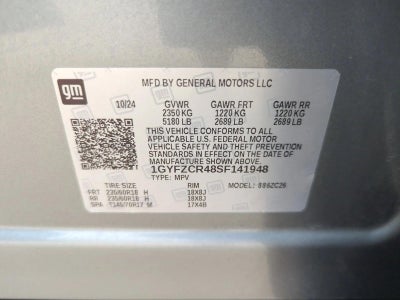 gm
MFD BY GENERAL MOTORS LLC
10/24 GVWR GAWR FRT GAWR RR
2350 KG 1220 KG 1220 KG
5180 LB 2689 LB 2689 LB
THIS VEHICLE CONFORMS TO ALL
APPLICABLE U.S. FEDERAL MOTOR
VEHICLE SAFETY AND THEFT PREVENTION
STANDARDS IN EFFECT ON THE DATE OF
MANUFACTURE SHOWN ABOVE.
1GYFZCR48SF141948
TYPE: MPV
TIRE SIZE RIM MODEL:
FRT 235/60R18 H 18X8J
RR 235/60R18 H 18X8J
SPR T145/70R17 M 17X4B